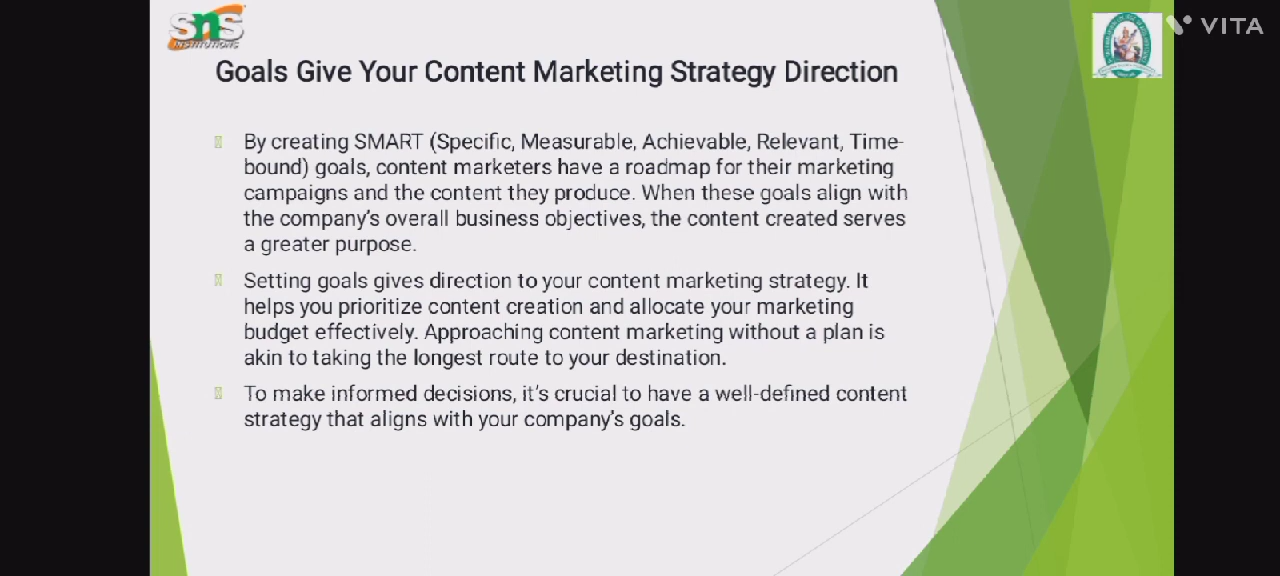 SNS
INSTITUTIONS
VITA
Goals Give Your Content Marketing Strategy Direction
By creating SMART (Specific, Measurable, Achievable, Relevant, Time-
bound) goals, content marketers have a roadmap for their marketing
campaigns and the content they produce. When these goals align with
the company's overall business objectives, the content created serves
a greater purpose.
Setting goals gives direction to your content marketing strategy. It
helps you prioritize content creation and allocate your marketing
budget effectively. Approaching content marketing without a plan is
akin to taking the longest route to your destination.
To make informed decisions, it's crucial to have a well-defined content
strategy that aligns with your company's goals.